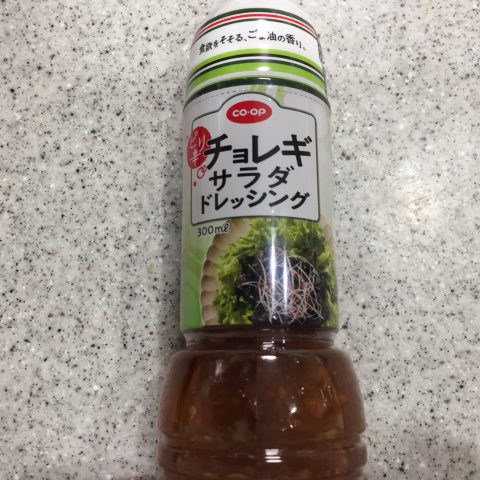 食欲をそそる、ごま油の香り。
co·op
ピリ辛
チョレギ
サラダ
ドレッシング
300ml